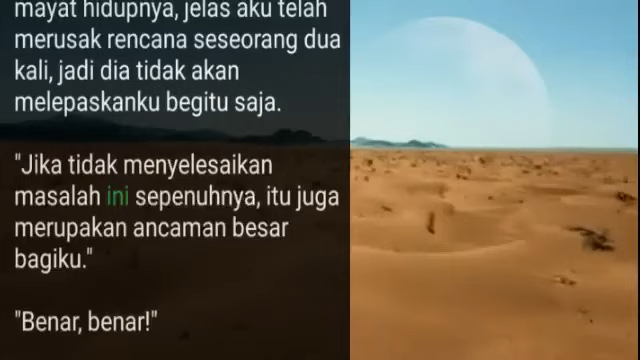 mayat hidupnya, jelas aku telah
merusak rencana seseorang dua
kali, jadi dia tidak akan
melepaskanku begitu saja.
"Jika tidak menyelesaikan
masalah ini sepenuhnya, itu juga
merupakan ancaman besar
bagiku."
"Benar, benar!"